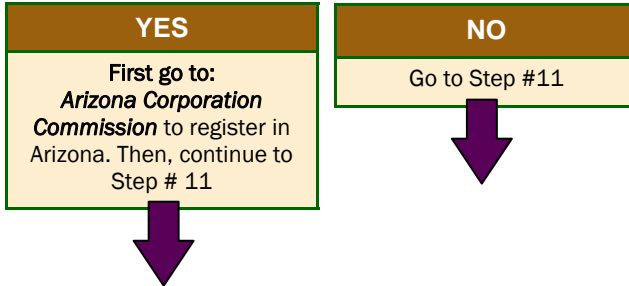 YES
First go to:
Arizona Corporation
Commission to register in
Arizona. Then, continue to
Step # 11
NO
Go to Step #11